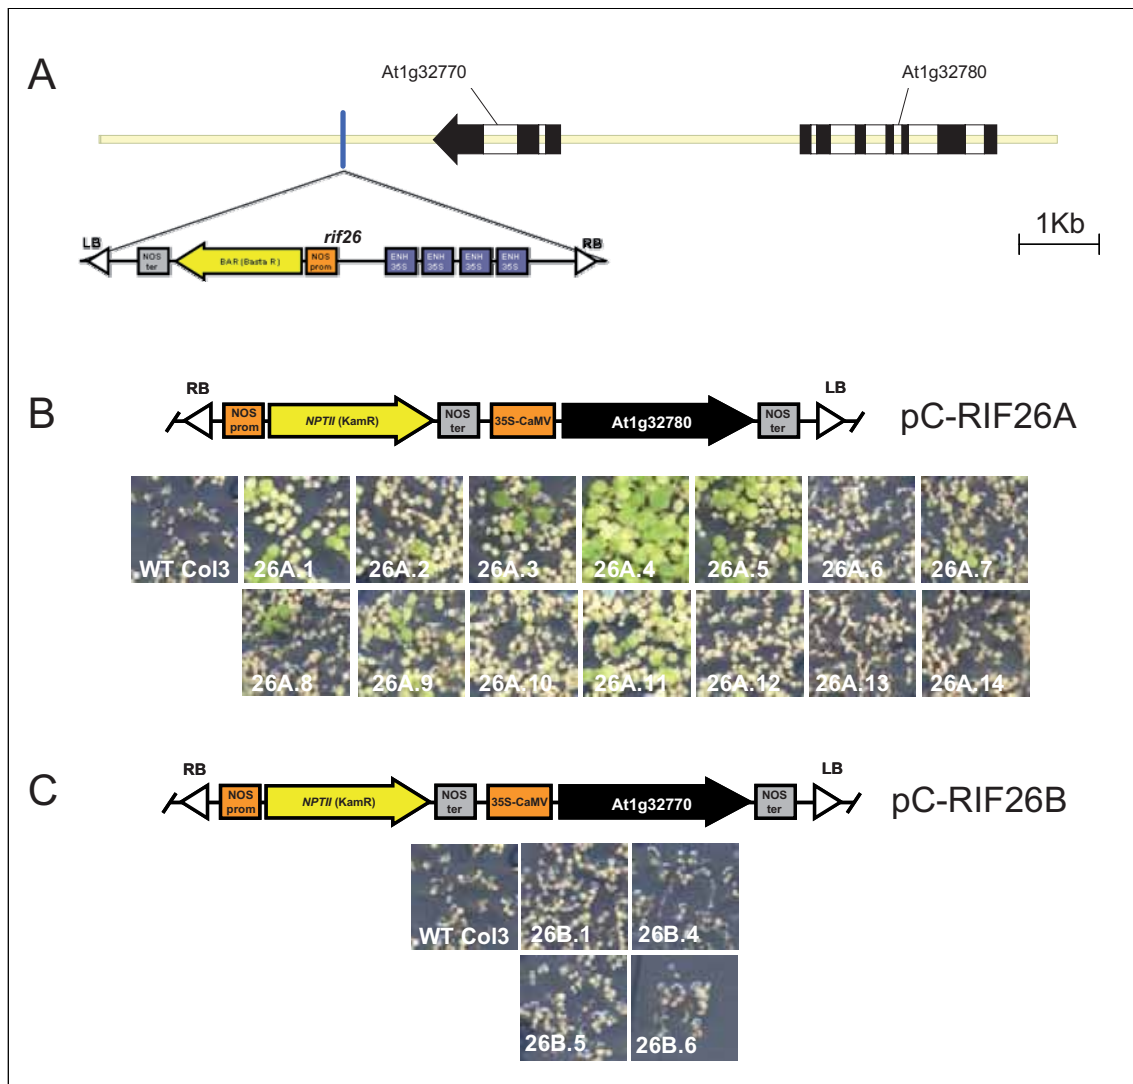 A
At1g32770
At1g32780
1Kb
LB
rif26
RB
NOS
ter
BAR (Basta R)
NOS
prom
ENH
35S
ENH
35S
ENH
35S
ENH
35S
B
RB
NOS
prom
NPTII (KamR)
NOS
ter
35S-CaMV
At1g32780
NOS
ter
LB
pC-RIF26A
WT Col3
26A.1
26A.2
26A.3
26A.4
26A.5
26A.6
26A.7
26A.8
26A.9
26A.10
26A.11
26A.12
26A.13
26A.14
C
RB
NOS
prom
NPTII (KamR)
NOS
ter
35S-CaMV
At1g32770
NOS
ter
LB
pC-RIF26B
WT Col3
26B.1
26B.4
26B.5
26B.6